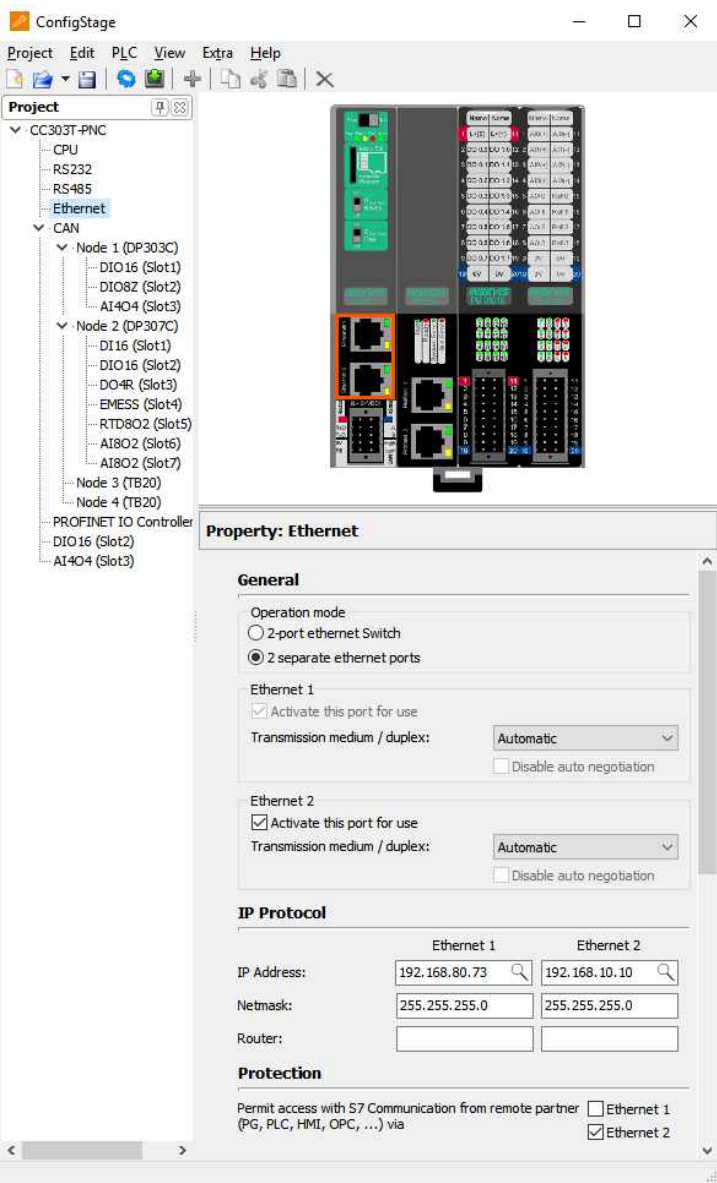 ConfigStage
Project Edit PLC View Extra Help
Project
CC303T-PNC
CPU
RS232
RS485
Ethernet
CAN
Node 1 (DP303C)
DIO16 (Slot1)
DIO8Z (Slot2)
AI4O4 (Slot3)
Node 2 (DP307C)
DI16 (Slot1)
DIO16 (Slot2)
DO4R (Slot3)
EMESS (Slot4)
RTD8O2 (Slot5)
AI8O2 (Slot6)
AI8O2 (Slot7)
Node 3 (TB20)
Node 4 (TB20)
PROFINET IO Controller
DIO16 (Slot2)
AI4O4 (Slot3)
Property: Ethernet
General
Operation mode
2-port ethernet Switch
2 separate ethernet ports
Ethernet 1
Activate this port for use
Transmission medium / duplex: Automatic
Disable auto negotiation
Ethernet 2
Activate this port for use
Transmission medium / duplex: Automatic
Disable auto negotiation
IP Protocol
Ethernet 1 Ethernet 2
IP Address: 192.168.80.73 192.168.10.10
Netmask: 255.255.255.0 255.255.255.0
Router:
Protection
Permit access with S7 Communication from remote partner Ethernet 1
(PG, PLC, HMI, OPC, ...) via Ethernet 2